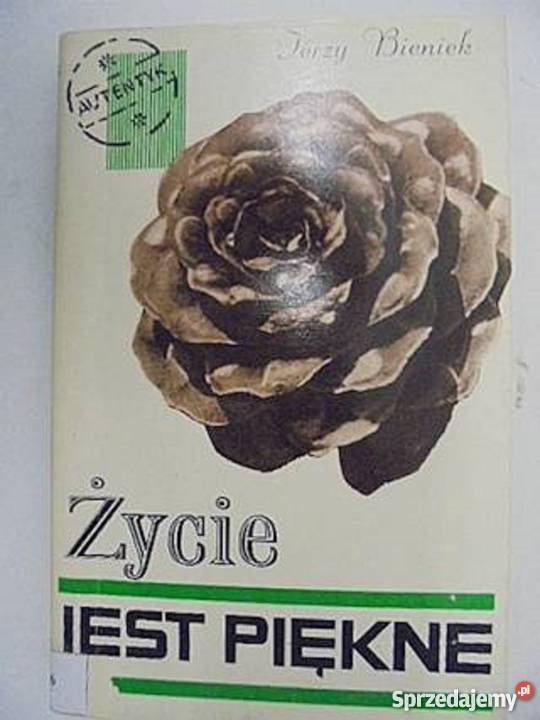 Jerzy Bieniek
AUTENTYK
Życie
JEST PIĘKNE
Sprzedajemy.pl